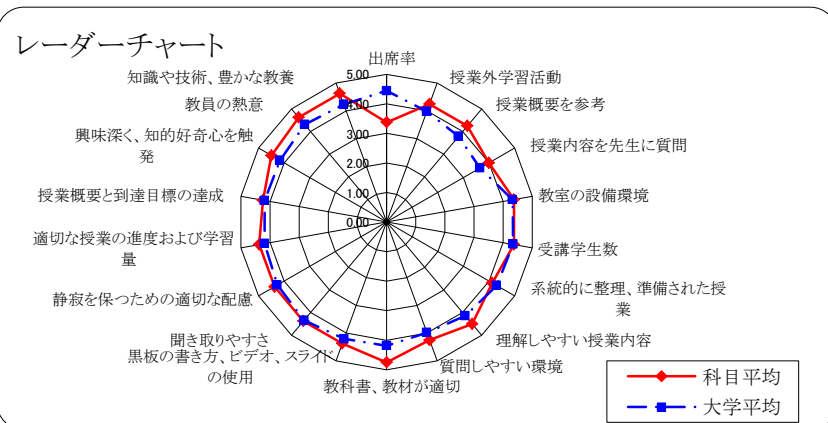 レーダーチャート
出席率
授業外学習活動
授業概要を参考
授業内容を先生に質問
教室の設備環境
受講学生数
系統的に整理、準備された授
業
理解しやすい授業内容
質問しやすい環境
教科書、教材が適切
黒板の書き方、ビデオ、スライド
の使用
聞き取りやすさ
静寂を保つための適切な配慮
適切な授業の進度および学習
量
授業概要と到達目標の達成
興味深く、知的好奇心を触
発
教員の熱意
知識や技術、豊かな教養
5.00
4.00
3.00
2.00
1.00
0.00
科目平均
大学平均